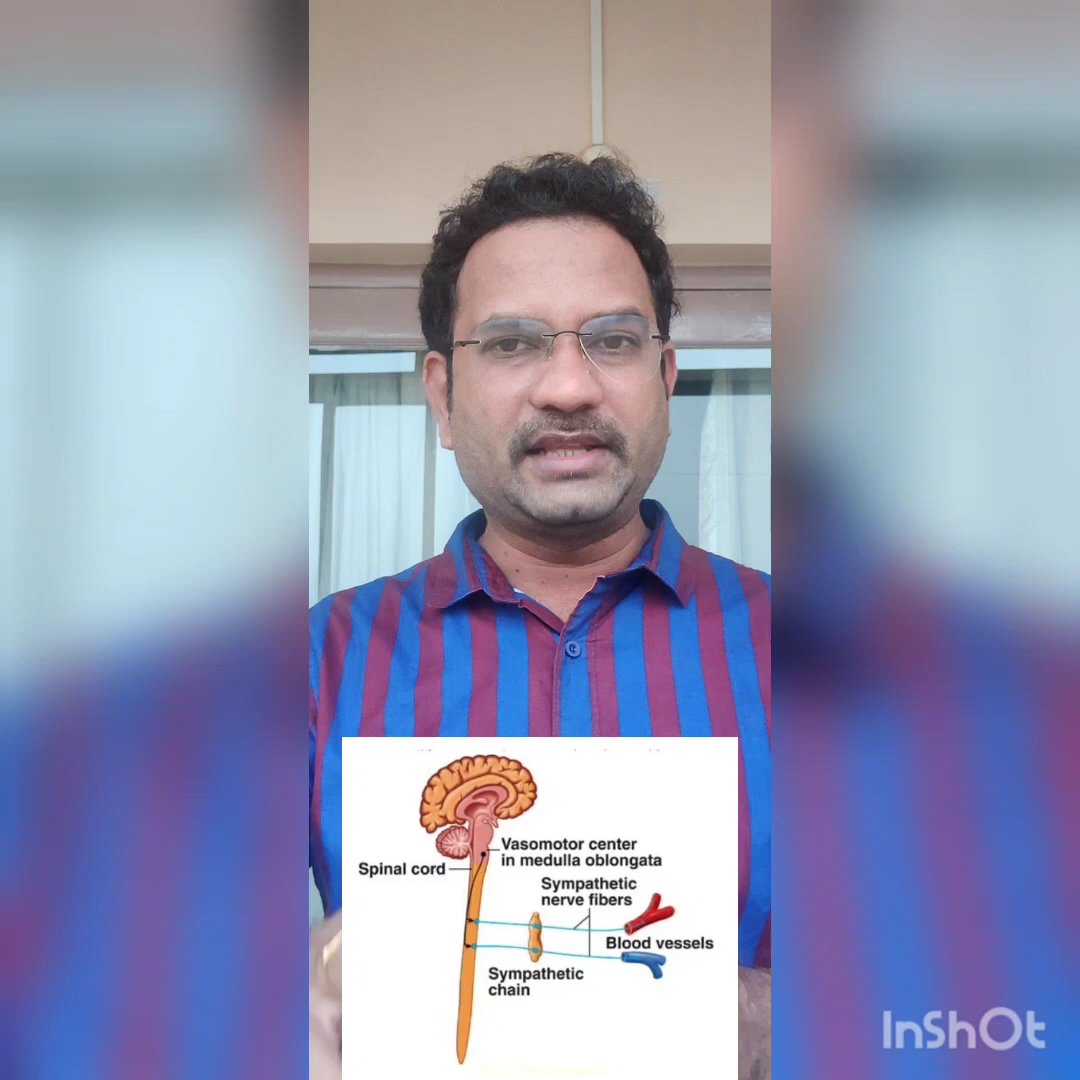 Vasomotor center
in medulla oblongata
Spinal cord
Sympathetic
nerve fibers
Blood vessels
Sympathetic
chain
InShOt